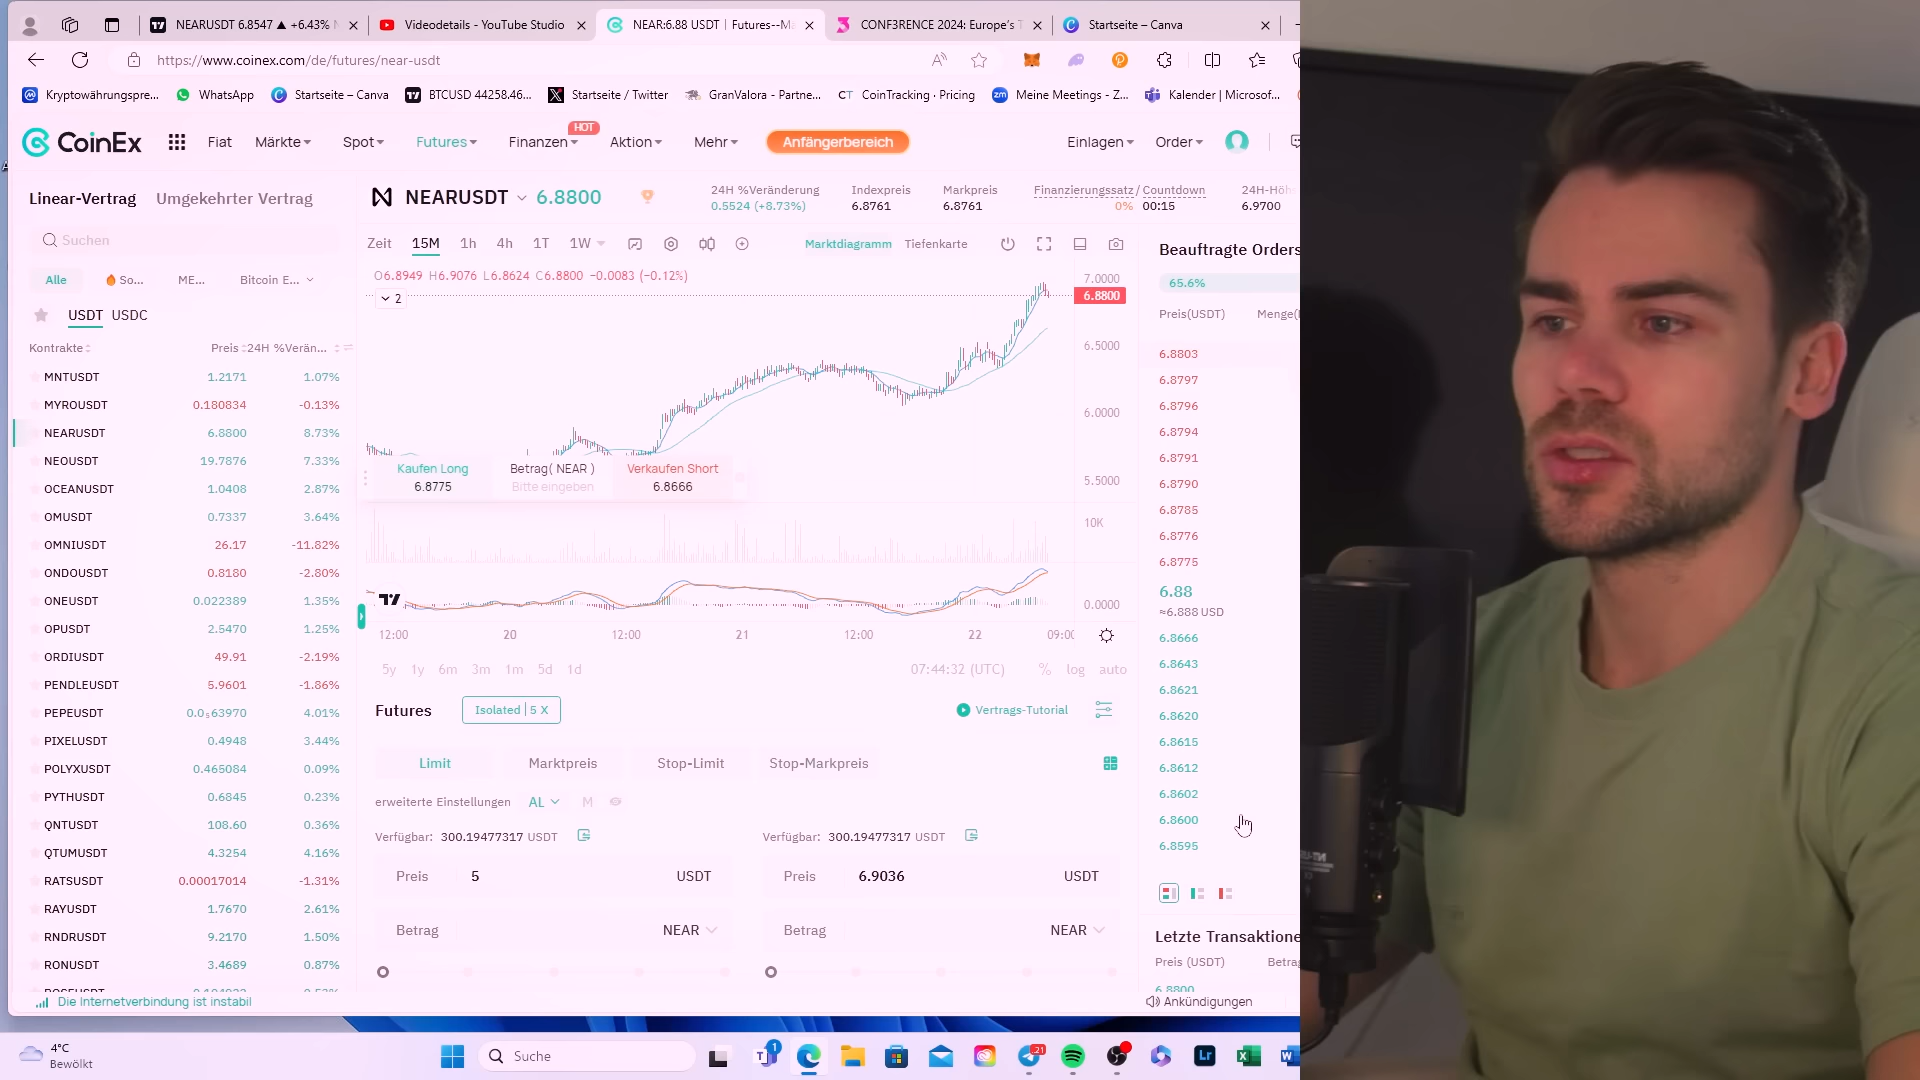 NEARUSDT 6.8547 ▲ +6.43%
Videodetails - YouTube Studio
NEAR:6.88 USDT | Futures--Ma
CONF3RENCE 2024: Europe's T
Startseite – Canva
https://www.coinex.com/de/futures/near-usdt
Kryptowährungspre...
WhatsApp
Startseite – Canva
BTCUSD 44258.46...
Startseite / Twitter
GranValora - Partne...
CoinTracking · Pricing
Meine Meetings - Z...
Kalender | Microsof...
CoinEx
Fiat
Märkte
Spot
Futures
Finanzen
HOT
Aktion
Mehr
Anfängerbereich
Einlagen
Order
Linear-Vertrag
Umgekehrter Vertrag
Suchen
Alle
So...
ME...
Bitcoin E...
USDT
USDC
Kontrakte
Preis
24H %Verän...
MNTUSDT 1.2171 1.07%
MYROUSDT 0.180834 -0.13%
NEARUSDT 6.8800 8.73%
NEOUSDT 19.7876 7.33%
OCEANUSDT 1.0408 2.87%
OMUSDT 0.7337 3.64%
OMNIUSDT 26.17 -11.82%
ONDOUSDT 0.8180 -2.80%
ONEUSDT 0.022389 1.35%
OPUSDT 2.5470 1.25%
ORDIUSDT 49.91 -2.19%
PENDLEUSDT 5.9601 -1.86%
PEPEUSDT 0.0₅63970 4.01%
PIXELUSDT 0.4948 3.44%
POLYXUSDT 0.465084 0.09%
PYTHUSDT 0.6845 0.23%
QNTUSDT 108.60 0.36%
QTUMUSDT 4.3254 4.16%
RATSUSDT 0.00017014 -1.31%
RAYUSDT 1.7670 2.61%
RNDRUSDT 9.2170 1.50%
RONUSDT 3.4689 0.87%
Die Internetverbindung ist instabil
NEARUSDT 6.8800
24H %Veränderung
0.5524 (+8.73%)
Indexpreis
6.8761
Markpreis
6.8761
Finanzierungssatz/ Countdown
0% 00:15
24H-Höh
6.9700
Zeit 15M 1h 4h 1T 1W
Marktdiagramm
Tiefenkarte
O6.8949 H6.9076 L6.8624 C6.8800 −0.0083 (−0.12%)
2
7.0000
6.8800
6.5000
6.0000
5.5000
10K
0.0000
Kaufen Long
6.8775
Betrag( NEAR )
Bitte eingeben
Verkaufen Short
6.8666
12:00 20 12:00 21 12:00 22 09:00
5y 1y 6m 3m 1m 5d 1d
07:44:32 (UTC)
% log auto
Futures
Isolated | 5 X
Vertrags-Tutorial
Limit
Marktpreis
Stop-Limit
Stop-Markpreis
erweiterte Einstellungen
AL
M
Verfügbar: 300.19477317 USDT
Verfügbar: 300.19477317 USDT
Preis 5 USDT
Preis 6.9036 USDT
Betrag NEAR
Betrag NEAR
Beauftragte Orders
65.6%
Preis(USDT)
Menge(
6.8803
6.8797
6.8796
6.8794
6.8791
6.8790
6.8785
6.8776
6.8775
6.88
≈6.888 USD
6.8666
6.8643
6.8621
6.8620
6.8615
6.8612
6.8602
6.8600
6.8595
Letzte Transaktione
Preis (USDT)
Betrag
6.8800
Ankündigungen
4°C
Bewölkt
Suche
1
21